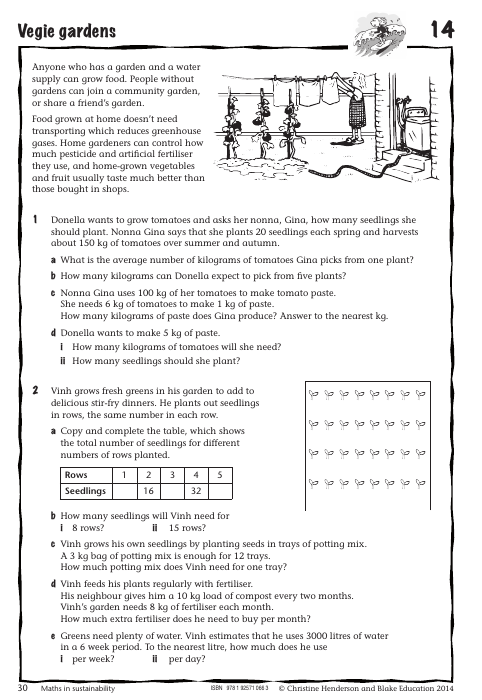 Vegie gardens
14
Anyone who has a garden and a water
supply can grow food. People without
gardens can join a community garden,
or share a friend's garden.
Food grown at home doesn't need
transporting which reduces greenhouse
gases. Home gardeners can control how
much pesticide and artificial fertiliser
they use, and home-grown vegetables
and fruit usually taste much better than
those bought in shops.
1 Donella wants to grow tomatoes and asks her nonna, Gina, how many seedlings she
should plant. Nonna Gina says that she plants 20 seedlings each spring and harvests
about 150 kg of tomatoes over summer and autumn.
a What is the average number of kilograms of tomatoes Gina picks from one plant?
b How many kilograms can Donella expect to pick from five plants?
c Nonna Gina uses 100 kg of her tomatoes to make tomato paste.
She needs 6 kg of tomatoes to make 1 kg of paste.
How many kilograms of paste does Gina produce? Answer to the nearest kg.
d Donella wants to make 5 kg of paste.
i How many kilograms of tomatoes will she need?
ii How many seedlings should she plant?
2 Vinh grows fresh greens in his garden to add to
delicious stir-fry dinners. He plants out seedlings
in rows, the same number in each row.
a Copy and complete the table, which shows
the total number of seedlings for different
numbers of rows planted.
Rows 1 2 3 4 5
Seedlings 16 32
b How many seedlings will Vinh need for
i 8 rows? ii 15 rows?
c Vinh grows his own seedlings by planting seeds in trays of potting mix.
A 3 kg bag of potting mix is enough for 12 trays.
How much potting mix does Vinh need for one tray?
d Vinh feeds his plants regularly with fertiliser.
His neighbour gives him a 10 kg load of compost every two months.
Vinh's garden needs 8 kg of fertiliser each month.
How much extra fertiliser does he need to buy per month?
e Greens need plenty of water. Vinh estimates that he uses 3000 litres of water
in a 6 week period. To the nearest litre, how much does he use
i per week? ii per day?
30 Maths in sustainability ISBN 978 1 92571 066 3 © Christine Henderson and Blake Education 2014